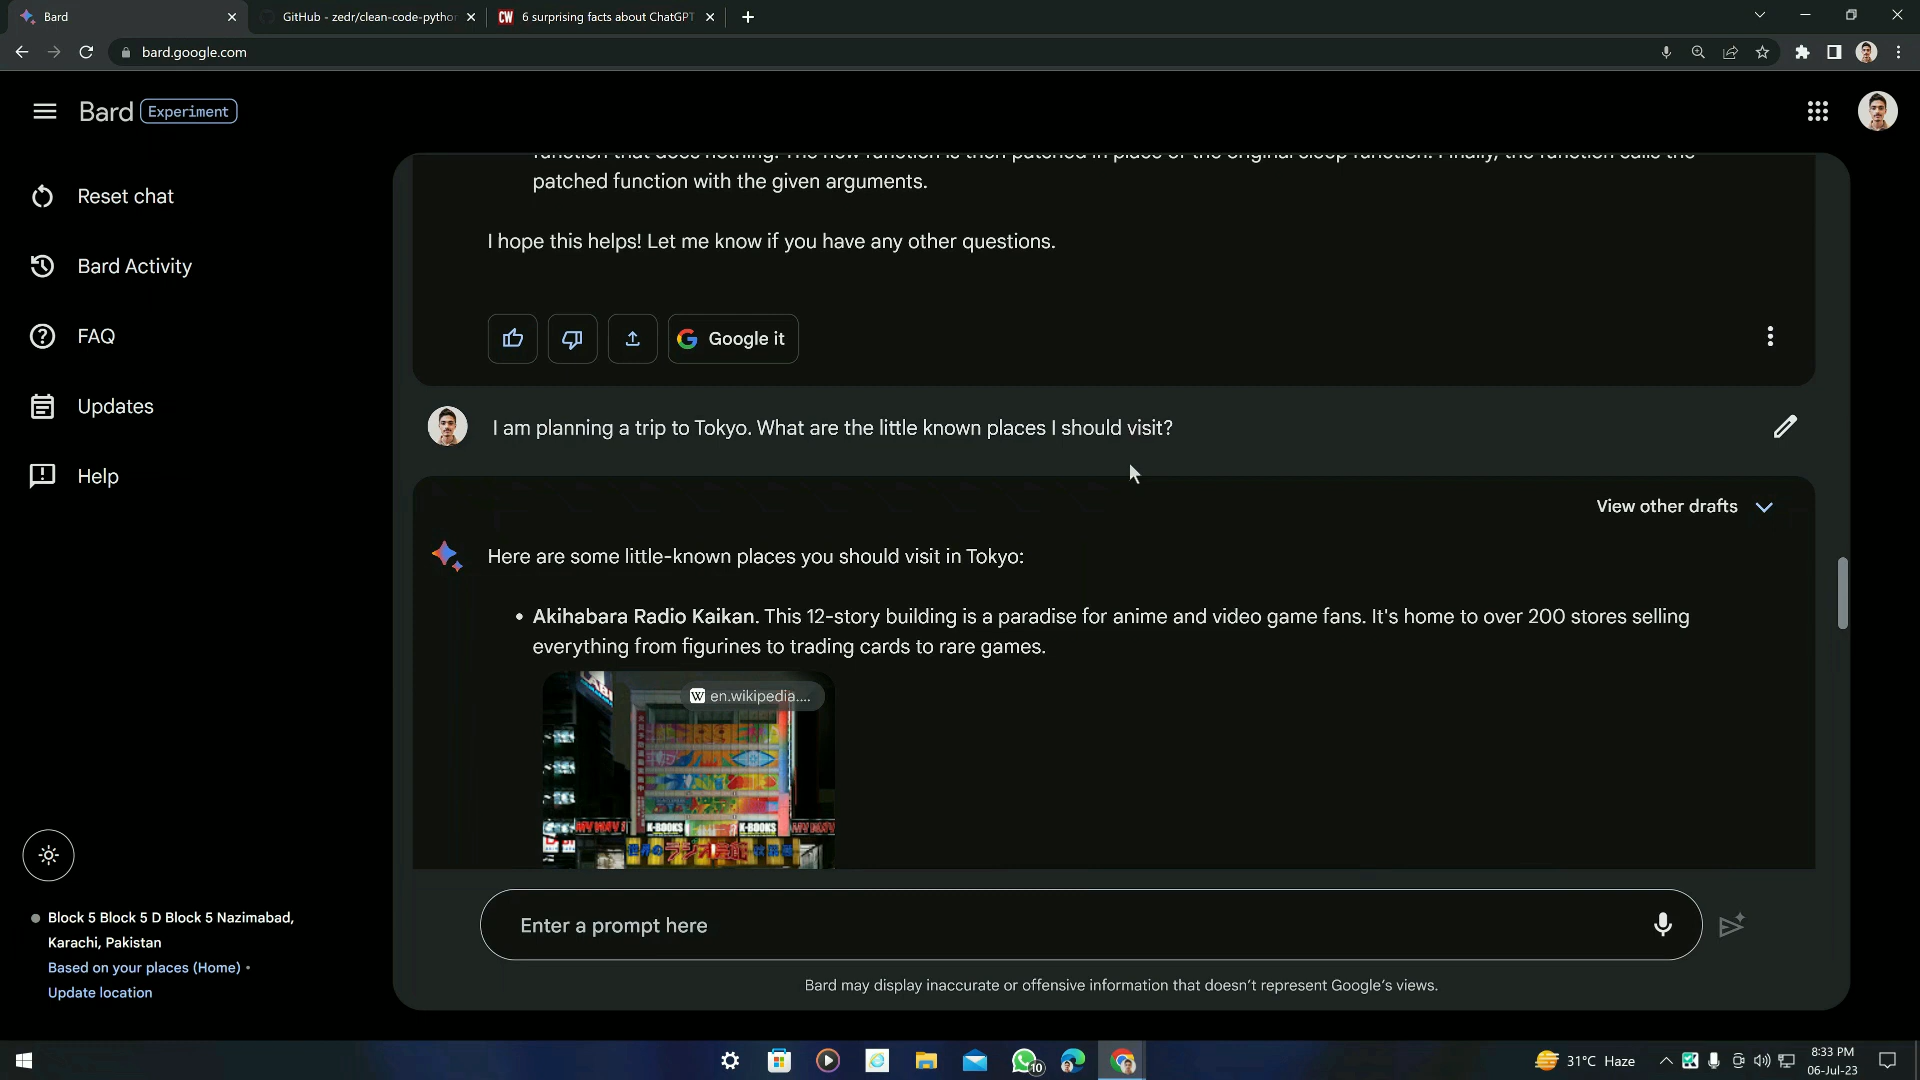 Bard
GitHub - zedr/clean-code-python
CW 6 surprising facts about ChatGPT
bard.google.com
Bard Experiment
Reset chat
Bard Activity
FAQ
Updates
Help
patched function with the given arguments.
I hope this helps! Let me know if you have any other questions.
Google it
I am planning a trip to Tokyo. What are the little known places I should visit?
View other drafts
Here are some little-known places you should visit in Tokyo:
• Akihabara Radio Kaikan. This 12-story building is a paradise for anime and video game fans. It's home to over 200 stores selling
everything from figurines to trading cards to rare games.
W en.wikipedia....
K-BOOKS K-BOOKS
Enter a prompt here
Bard may display inaccurate or offensive information that doesn't represent Google's views.
Block 5 Block 5 D Block 5 Nazimabad,
Karachi, Pakistan
Based on your places (Home) •
Update location
10
31°C Haze
8:33 PM
06-Jul-23